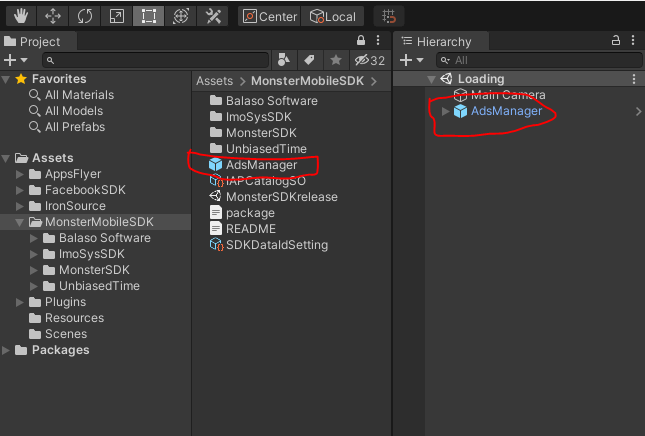 Center
Local
Project
32
Favorites
All Materials
All Models
All Prefabs
Assets
AppsFlyer
FacebookSDK
IronSource
MonsterMobileSDK
Balaso Software
ImoSysSDK
MonsterSDK
UnbiasedTime
Plugins
Resources
Scenes
Packages
Assets > MonsterMobileSDK >
Balaso Software
ImoSysSDK
MonsterSDK
UnbiasedTime
AdsManager
IAPCatalogSO
MonsterSDKrelease
package
README
SDKDataIdSetting
Hierarchy
All
Loading
Main Camera
AdsManager